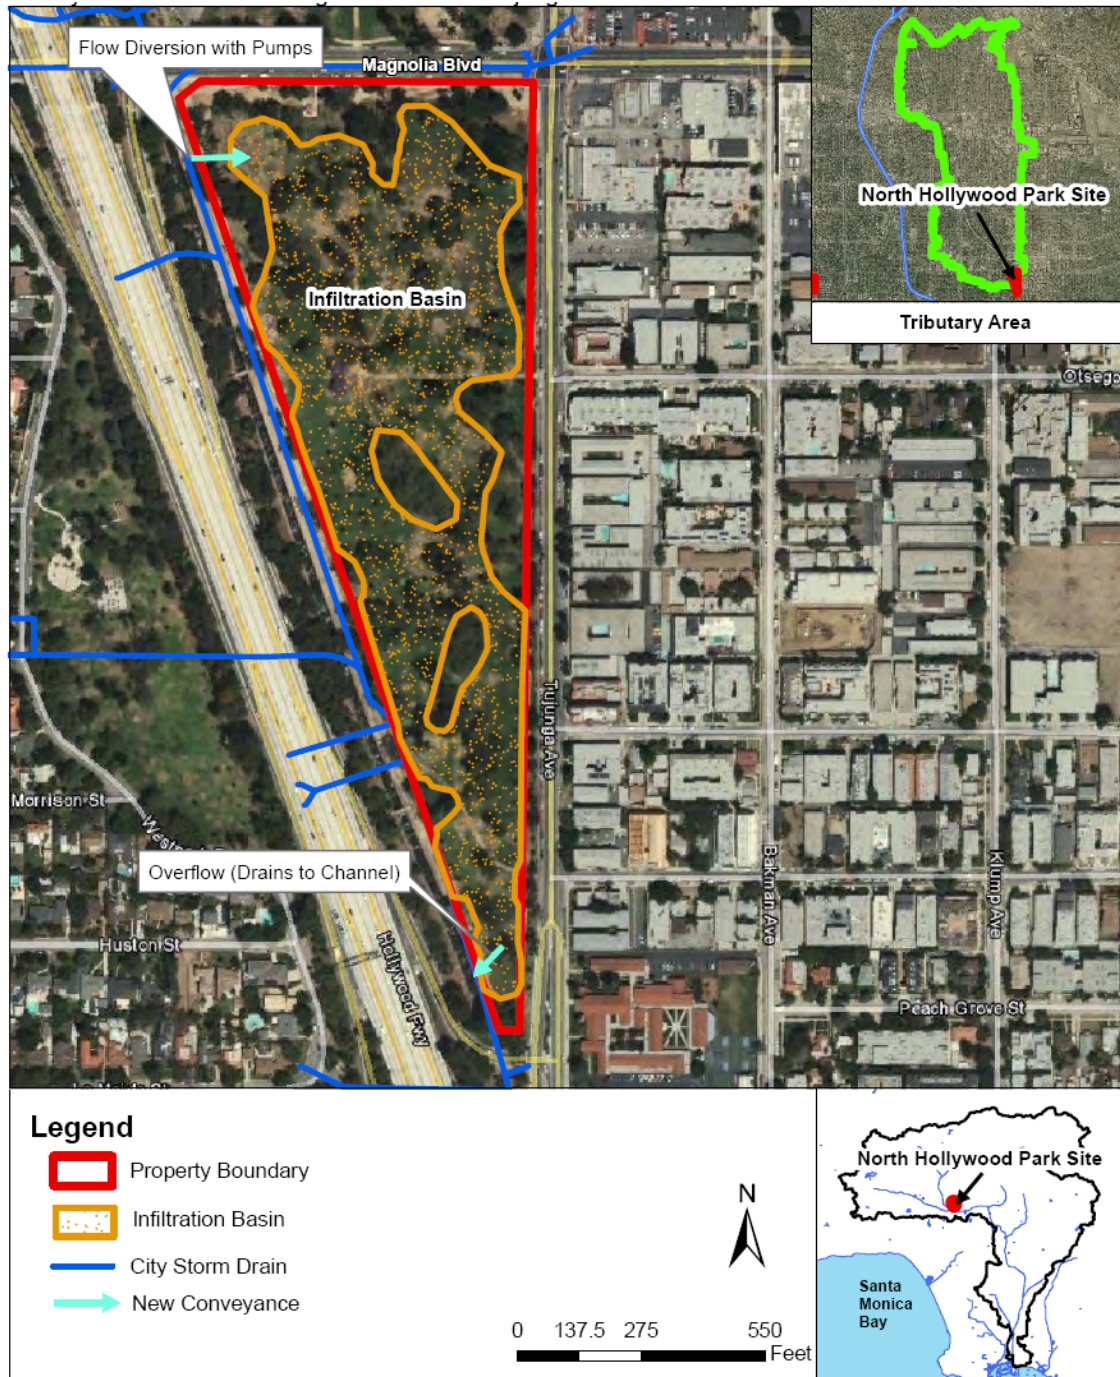 Flow Diversion with Pumps
Magnolia Blvd
North Hollywood Park Site
Tributary Area
Infiltration Basin
Otsego
Tujunga Ave
Morrison St
Overflow (Drains to Channel)
Bakman Ave
Klump Ave
Huston St
Hollywood Fwy
Peach Grove St
Legend
Property Boundary
Infiltration Basin
City Storm Drain
New Conveyance
N
0 137.5 275 550
Feet
North Hollywood Park Site
Santa
Monica
Bay